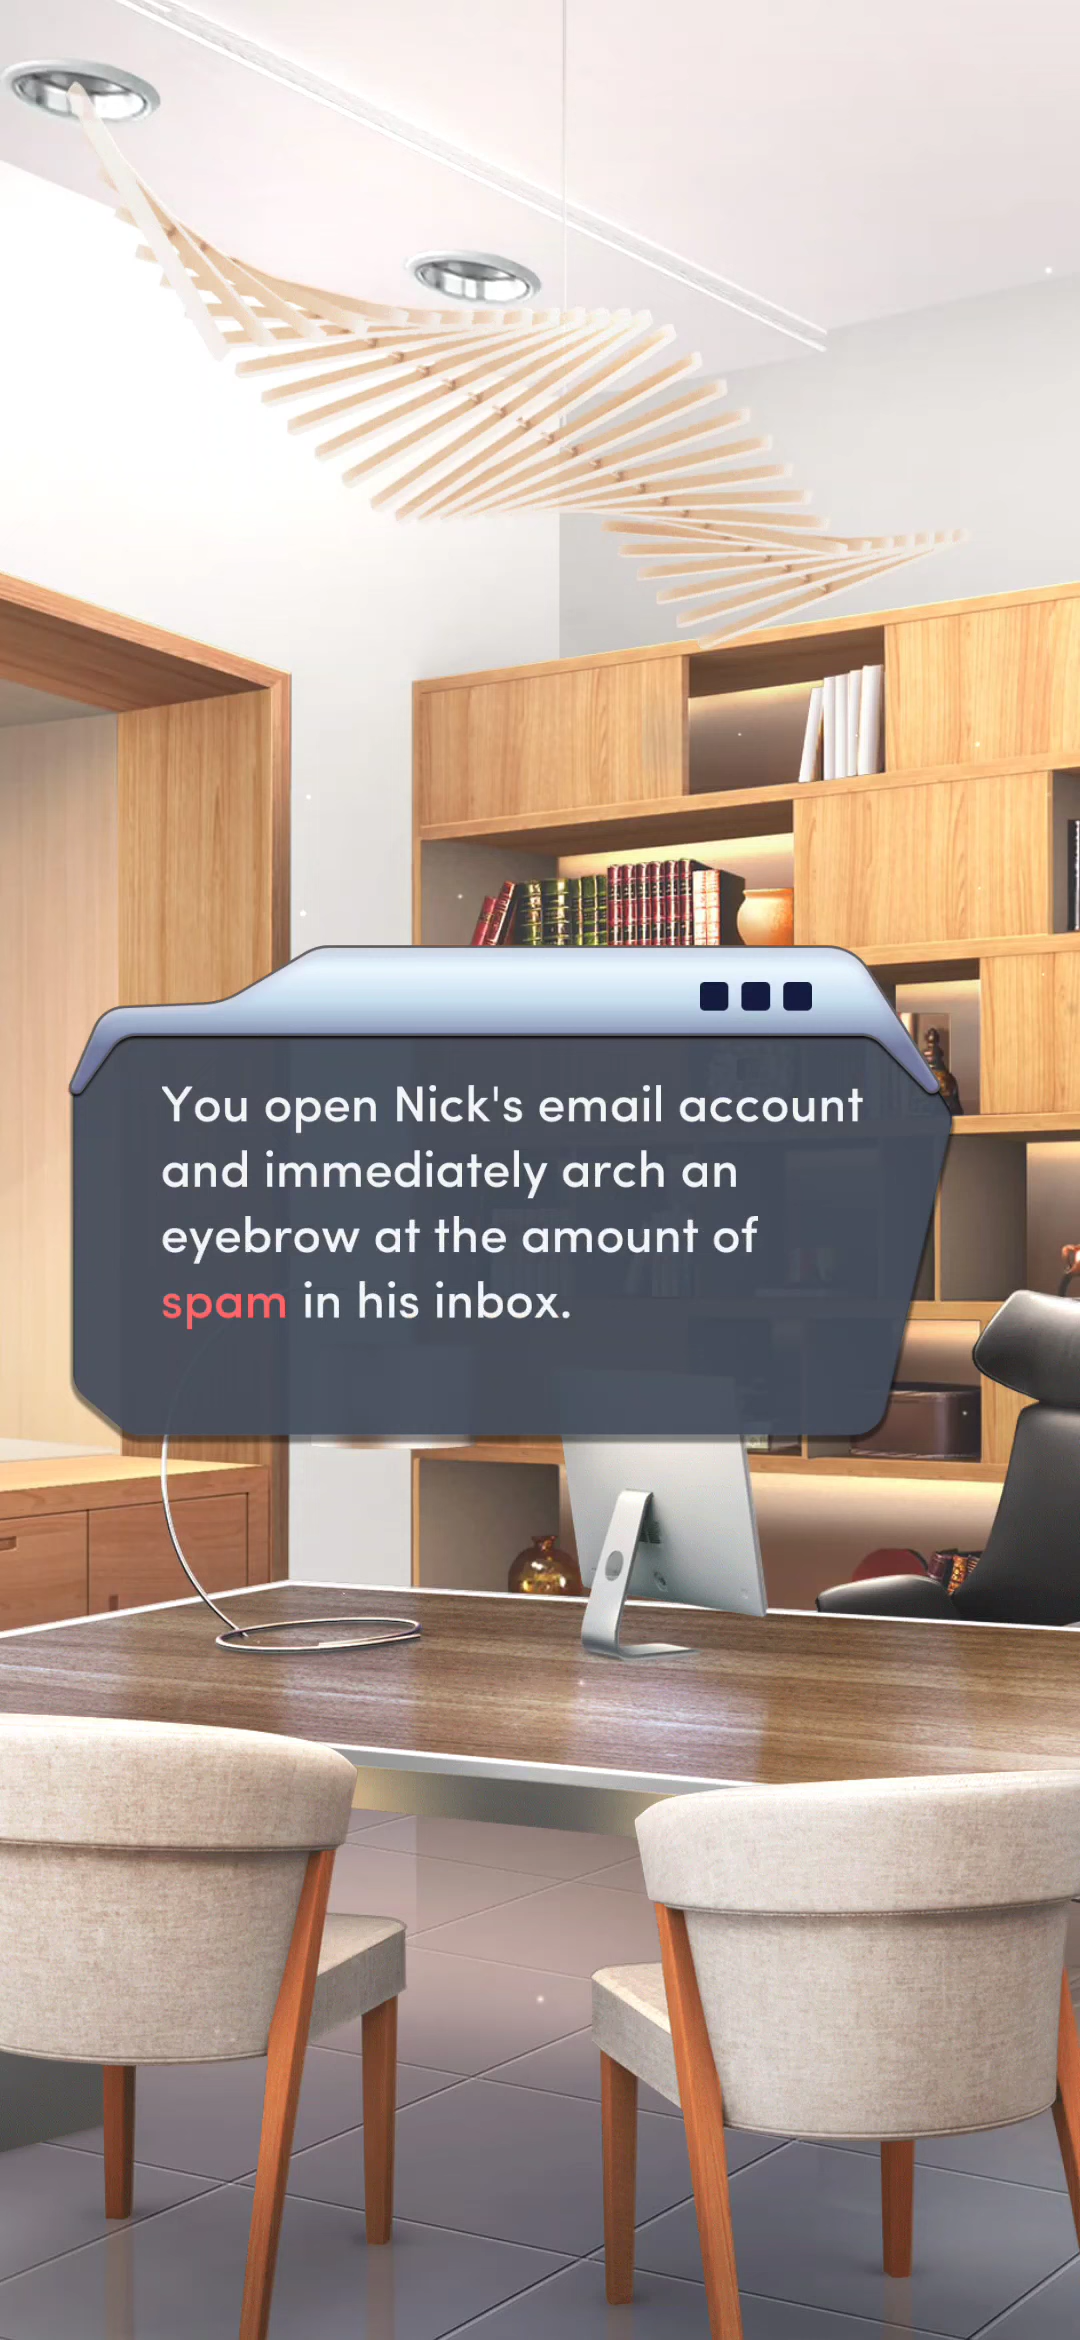 You open Nick's email account
and immediately arch an
eyebrow at the amount of
spam in his inbox.